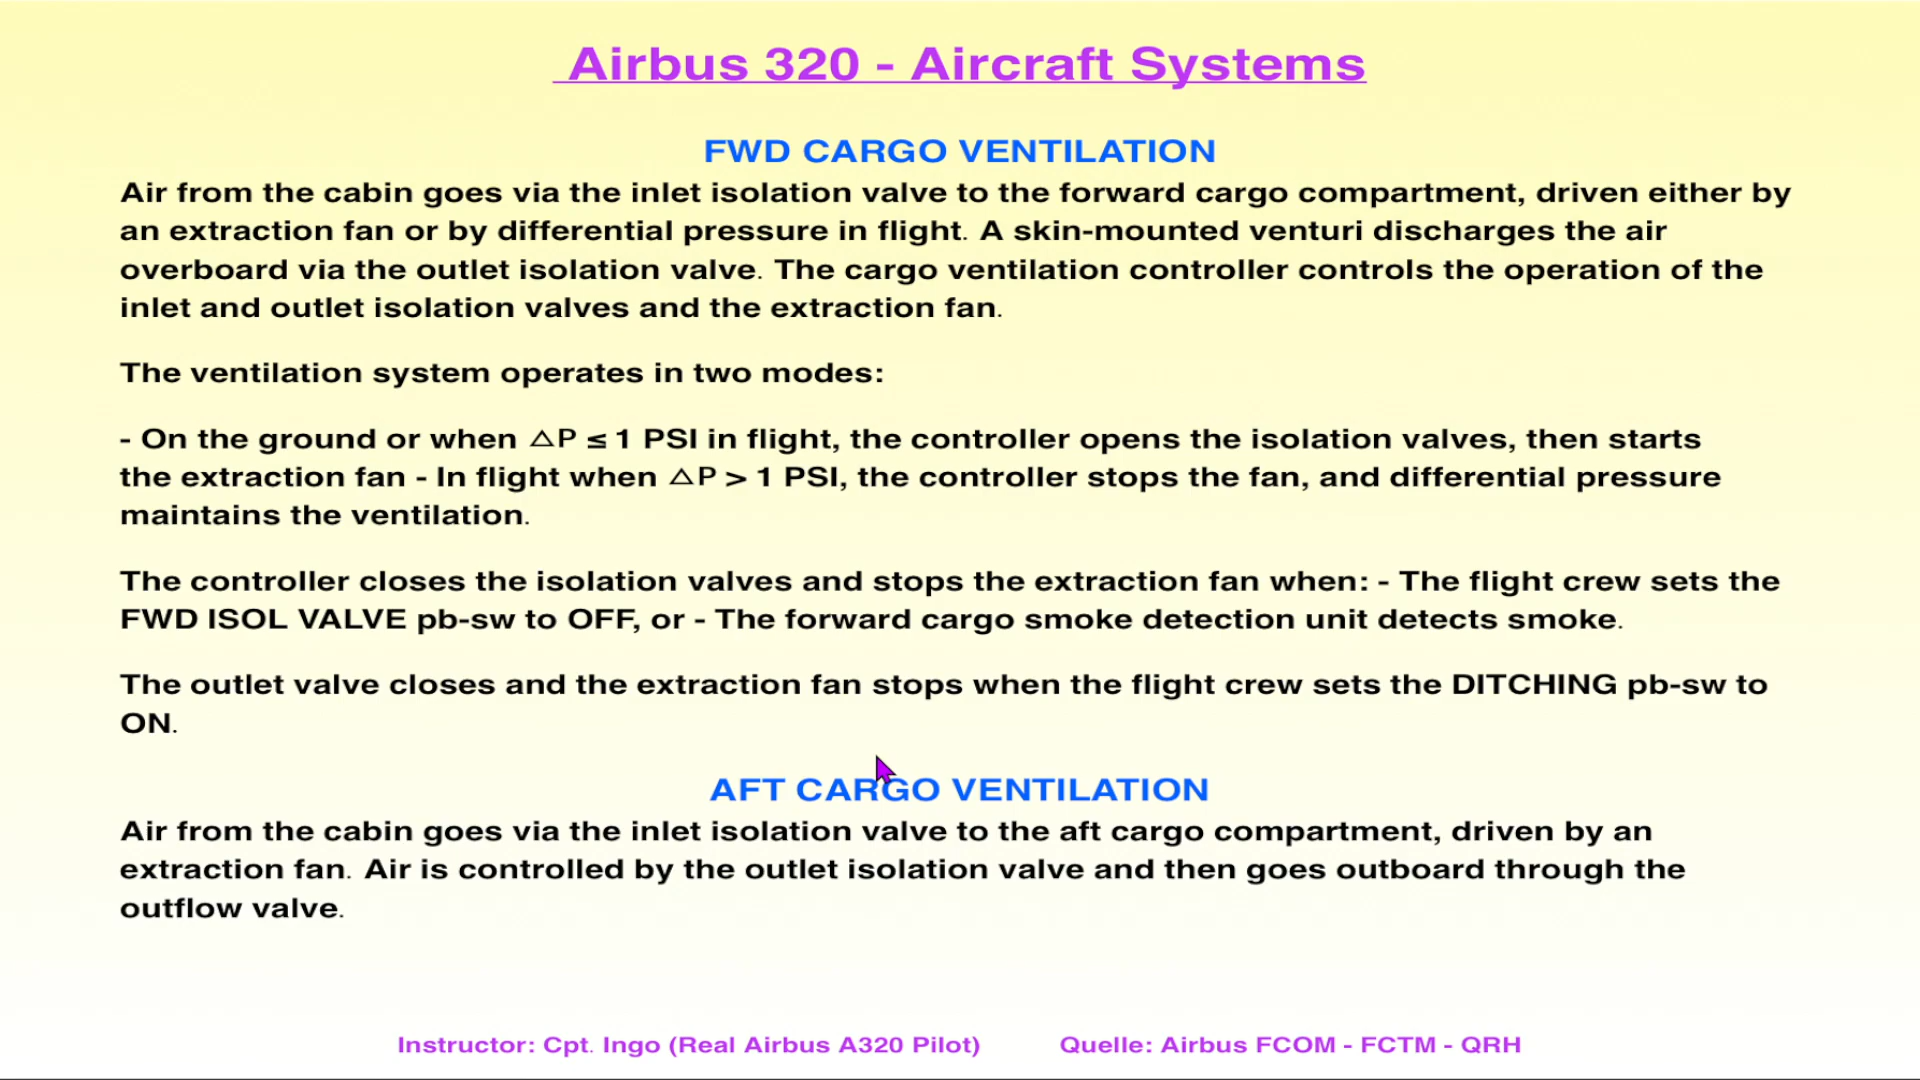 Airbus 320 - Aircraft Systems
FWD CARGO VENTILATION
Air from the cabin goes via the inlet isolation valve to the forward cargo compartment, driven either by
an extraction fan or by differential pressure in flight. A skin-mounted venturi discharges the air
overboard via the outlet isolation valve. The cargo ventilation controller controls the operation of the
inlet and outlet isolation valves and the extraction fan.
The ventilation system operates in two modes:
- On the ground or when △P ≤ 1 PSI in flight, the controller opens the isolation valves, then starts
the extraction fan - In flight when △P > 1 PSI, the controller stops the fan, and differential pressure
maintains the ventilation.
The controller closes the isolation valves and stops the extraction fan when: - The flight crew sets the
FWD ISOL VALVE pb-sw to OFF, or - The forward cargo smoke detection unit detects smoke.
The outlet valve closes and the extraction fan stops when the flight crew sets the DITCHING pb-sw to
ON.
AFT CARGO VENTILATION
Air from the cabin goes via the inlet isolation valve to the aft cargo compartment, driven by an
extraction fan. Air is controlled by the outlet isolation valve and then goes outboard through the
outflow valve.
Instructor: Cpt. Ingo (Real Airbus A320 Pilot) Quelle: Airbus FCOM - FCTM - QRH